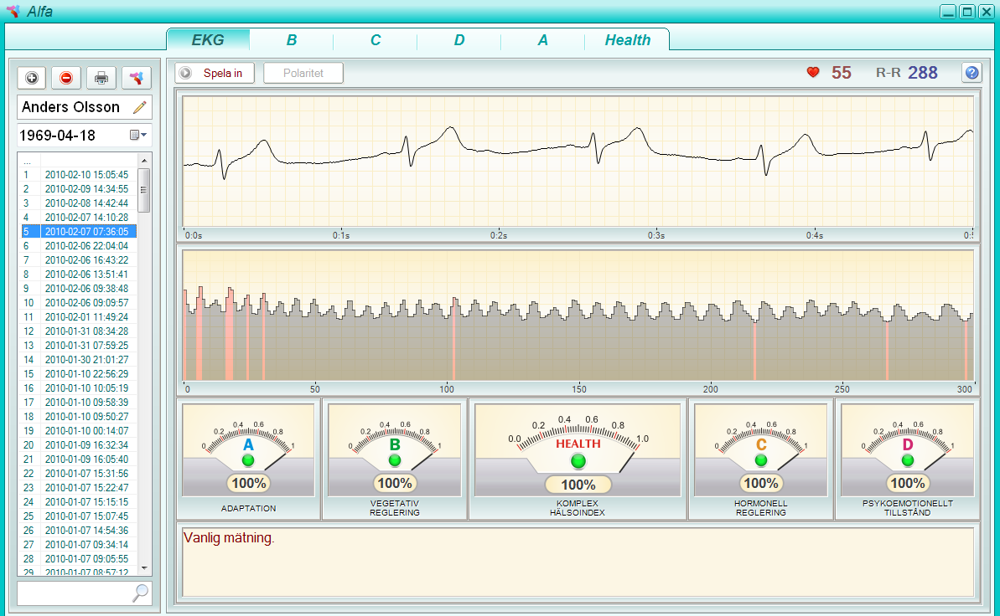 Alfa
EKG B C D A Health
Spela in Polaritet 55 R-R 288
Anders Olsson
1969-04-18
...
1 2010-02-10 15:05:45
2 2010-02-09 14:34:55
3 2010-02-08 14:42:44
4 2010-02-07 14:10:28
5 2010-02-07 07:36:05
6 2010-02-06 22:04:04
7 2010-02-06 16:43:22
8 2010-02-06 13:51:41
9 2010-02-06 09:38:48
10 2010-02-06 09:09:57
11 2010-02-01 11:49:24
12 2010-01-31 08:34:28
13 2010-01-31 07:59:25
14 2010-01-30 21:01:27
15 2010-01-10 22:56:29
16 2010-01-10 10:05:19
17 2010-01-10 09:58:39
18 2010-01-10 09:50:27
19 2010-01-10 00:14:07
20 2010-01-09 16:32:34
21 2010-01-09 16:05:40
22 2010-01-07 15:31:56
23 2010-01-07 15:22:47
24 2010-01-07 15:15:15
25 2010-01-07 15:07:45
26 2010-01-07 14:54:36
27 2010-01-07 09:34:14
28 2010-01-07 09:05:55
29 2010-01-07 08:57:12
0:0s 0:1s 0:2s 0:3s 0:4s 0:5
0 50 100 150 200 250 300
0 0.2 0.4 0.6 0.8 1
A
100%
ADAPTATION
0 0.2 0.4 0.6 0.8 1
B
100%
VEGETATIV
REGLERING
0.0 0.2 0.4 0.6 0.8 1.0
HEALTH
100%
KOMPLEX
HÄLSOINDEX
0 0.2 0.4 0.6 0.8 1
C
100%
HORMONELL
REGLERING
0 0.2 0.4 0.6 0.8 1
D
100%
PSYKOEMOTIONELLT
TILLSTÅND
Vanlig mätning.